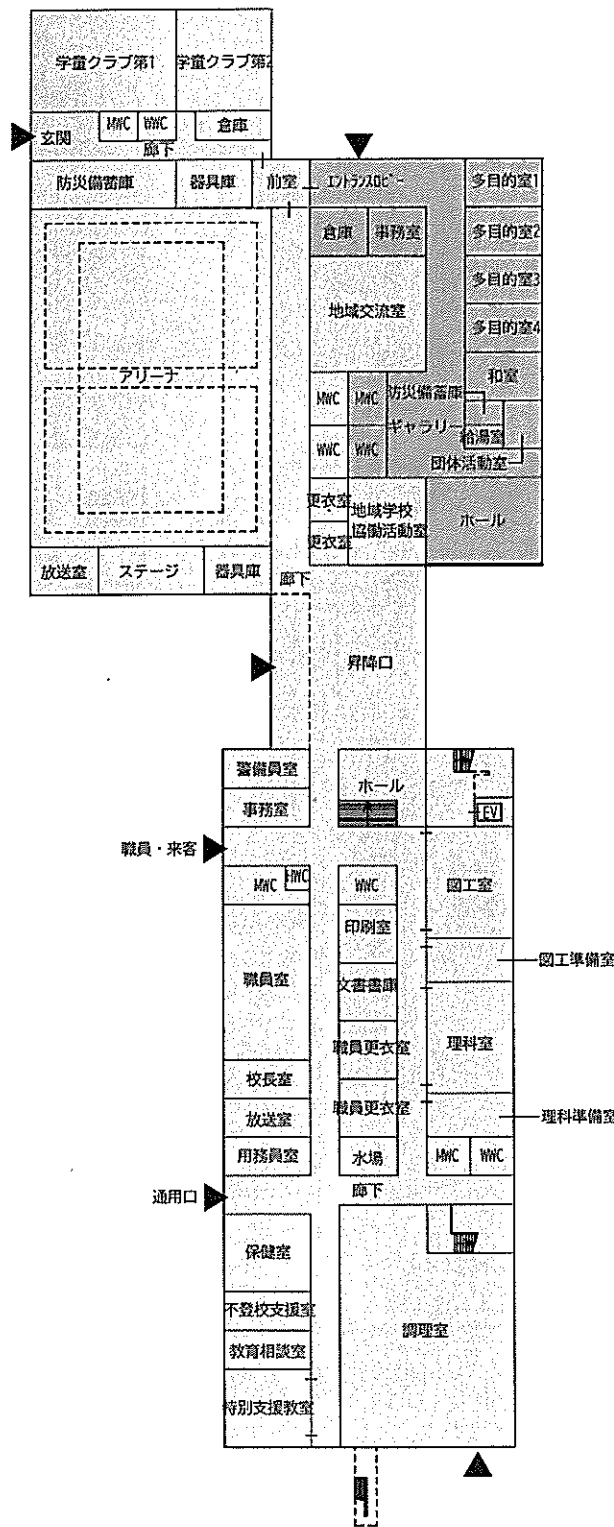 学童クラブ第1
学童クラブ第2
玄関
MWC
WWC
倉庫
廊下
防災備蓄庫
器具庫
前室
エントランスロビー
多目的室1
倉庫
事務室
多目的室2
地域交流室
多目的室3
多目的室4
アリーナ
和室
MWC
MWC
防災備蓄庫
ギャラリー
給湯室
WWC
WWC
団体活動室
更衣室
地域学校
協働活動室
ホール
更衣室
放送室
ステージ
器具庫
廊下
昇降口
警備員室
ホール
事務室
EV
職員・来客
MWC
HWC
WWC
図工室
印刷室
図工準備室
職員室
文書書庫
職員更衣室
理科室
校長室
職員更衣室
放送室
理科準備室
用務員室
水場
MWC
WWC
通用口
廊下
保健室
不登校支援室
調理室
教育相談室
特別支援教室